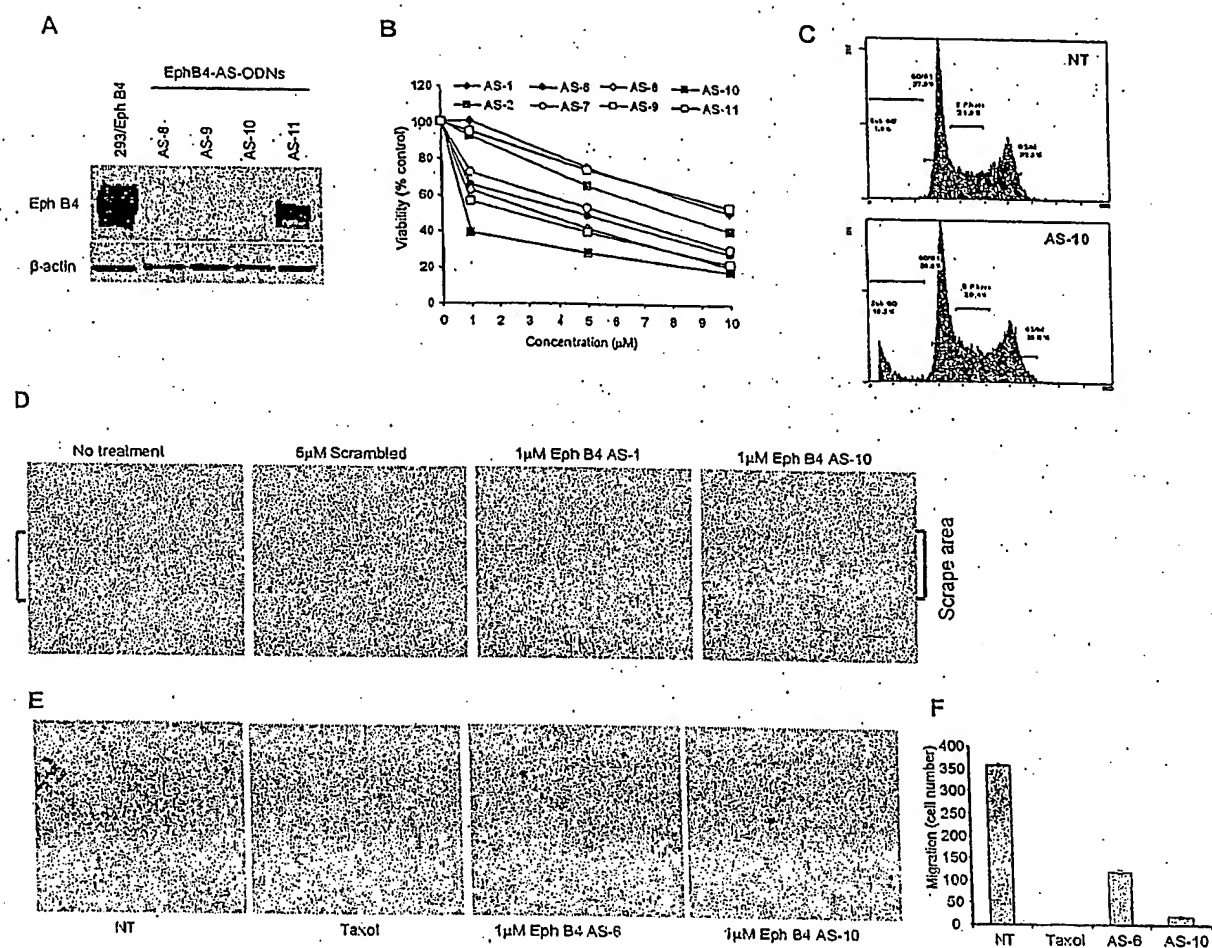 A
EphB4-AS-ODNs
293/Eph B4
AS-8
AS-9
AS-10
AS-11
Eph B4
β-actin
B
AS-1 AS-6 AS-8 AS-10
AS-2 AS-7 AS-9 AS-11
120
100
80
60
40
20
0
0 1 2 3 4 5 6 7 8 9 10
Viability (% control)
Concentration (µM)
C
NT
AS-10
D
No treatment
5µM Scrambled
1µM Eph B4 AS-1
1µM Eph B4 AS-10
Scrape area
E
NT
Taxol
1µM Eph B4 AS-6
1µM Eph B4 AS-10
F
Migration (cell number)
400
350
300
250
200
150
100
50
0
NT Taxol AS-6 AS-10